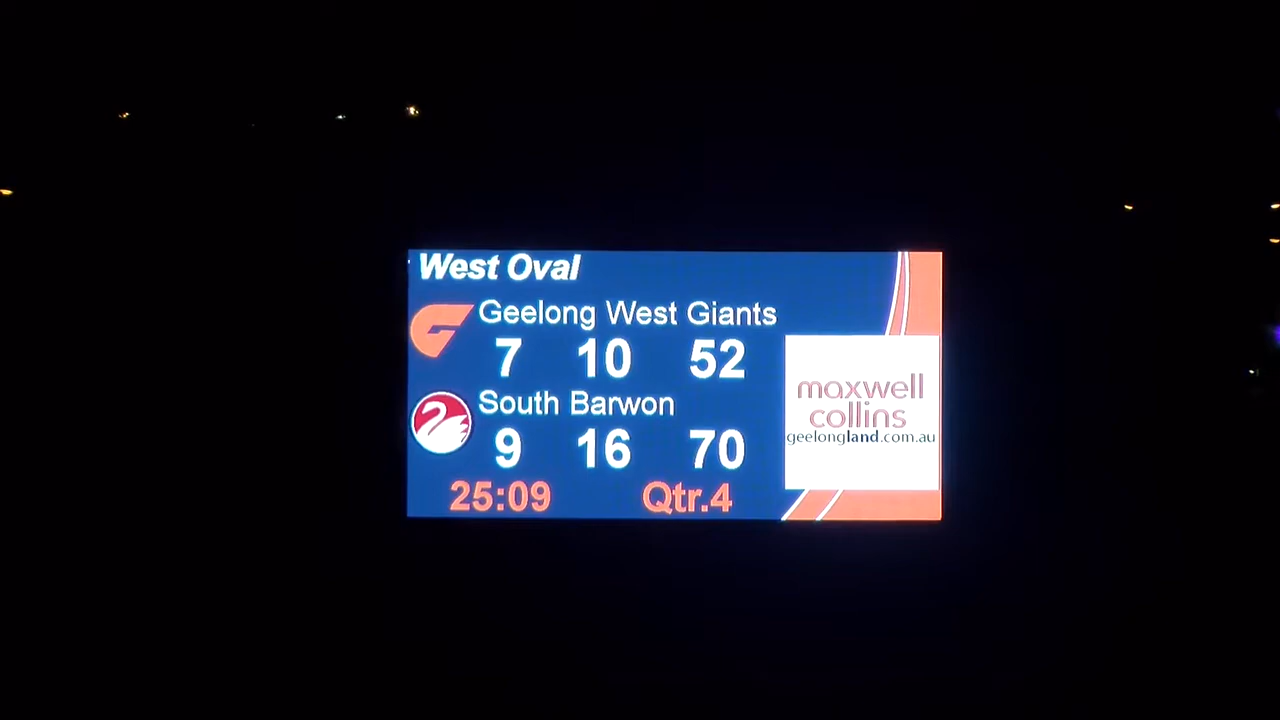 West Oval
Geelong West Giants
7 10 52
South Barwon
9 16 70
25:09 Qtr.4
maxwell
collins
geelongland.com.au